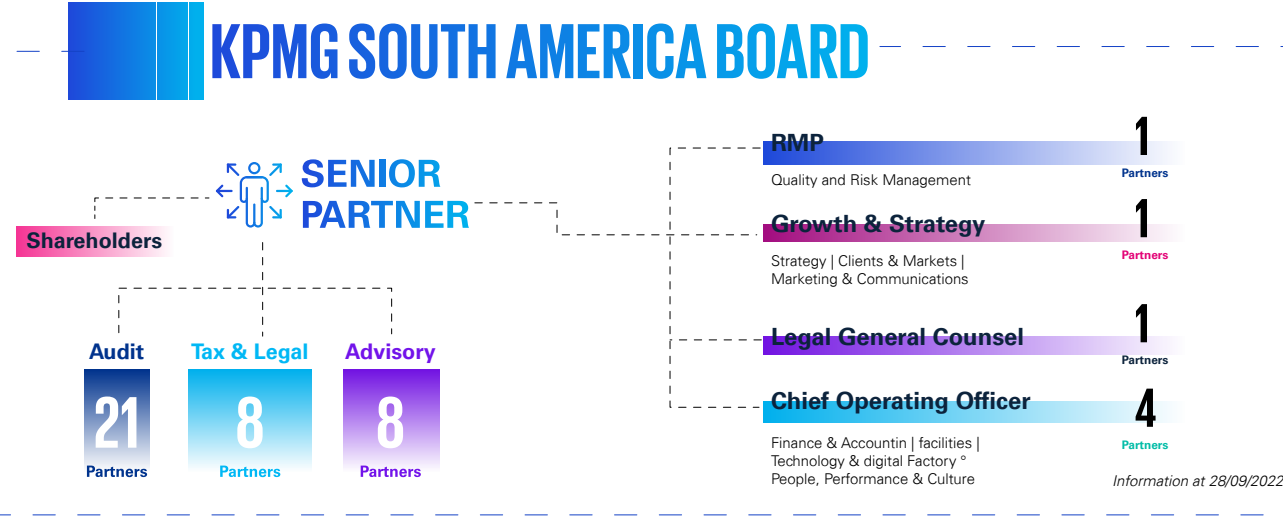 KPMG SOUTH AMERICA BOARD
SENIOR
PARTNER
Shareholders
Audit
21
Partners
Tax & Legal
8
Partners
Advisory
8
Partners
RMP
Quality and Risk Management
1
Partners
Growth & Strategy
Strategy | Clients & Markets |
Marketing & Communications
1
Partners
Legal General Counsel
1
Partners
Chief Operating Officer
Finance & Accountin | facilities |
Technology & digital Factory °
People, Performance & Culture
4
Partners
Information at 28/09/2022